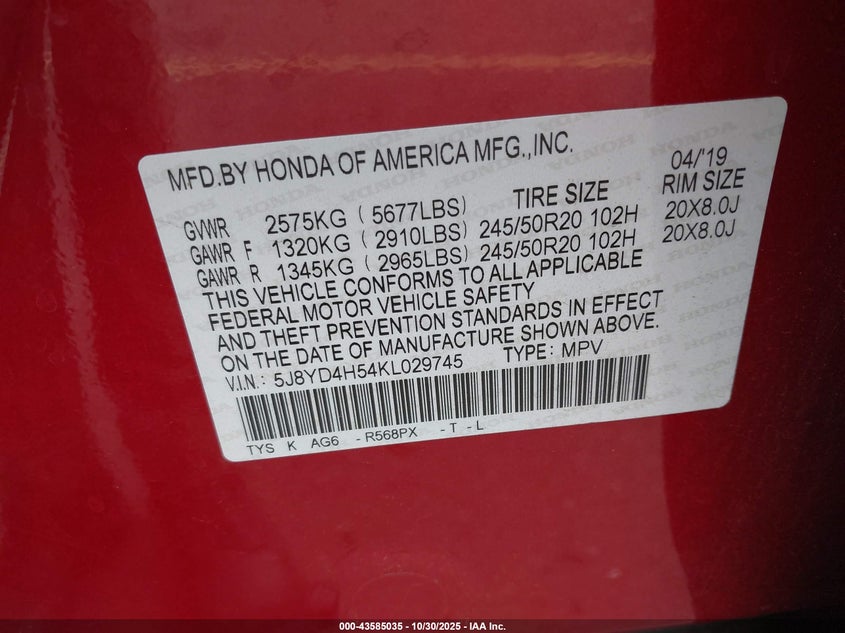 MFD.BY HONDA OF AMERICA MFG.,INC. 04/'19
GVWR 2575KG ( 5677LBS) TIRE SIZE RIM SIZE
GAWR F 1320KG ( 2910LBS) 245/50R20 102H 20X8.0J
GAWR R 1345KG ( 2965LBS) 245/50R20 102H 20X8.0J
THIS VEHICLE CONFORMS TO ALL APPLICABLE
FEDERAL MOTOR VEHICLE SAFETY
AND THEFT PREVENTION STANDARDS IN EFFECT
ON THE DATE OF MANUFACTURE SHOWN ABOVE.
V.I.N.: 5J8YD4H54KL029745 TYPE: MPV
TYS K AG6 -R568PX -T -L
000-43585035 - 10/30/2025 - IAA Inc.